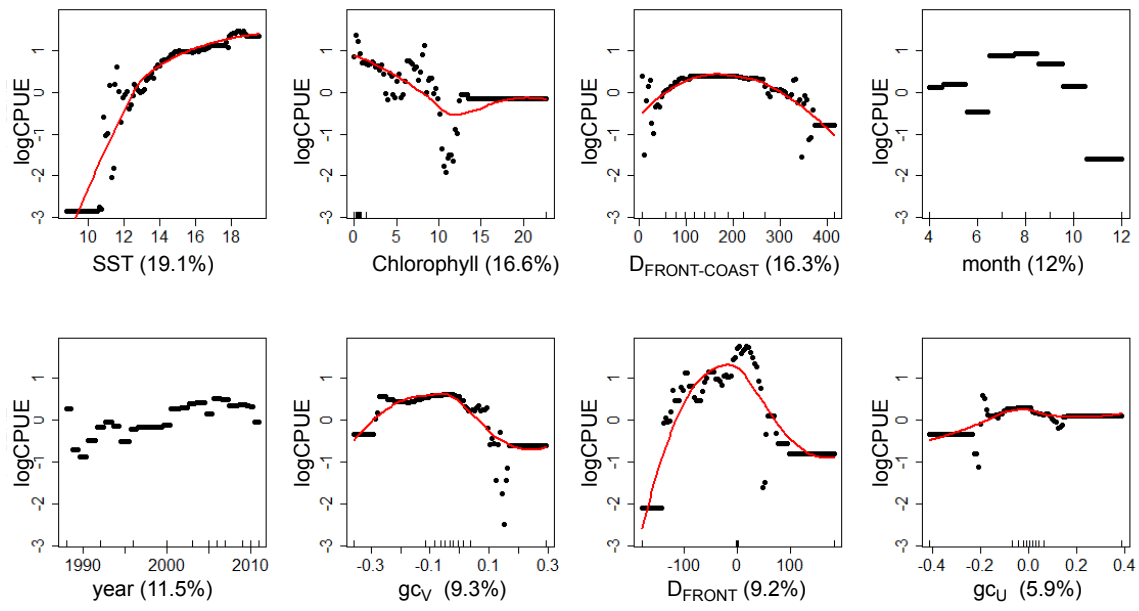 logCPUE
1
0
-1
-2
-3
10 12 14 16 18
SST (19.1%)
logCPUE
1
0
-1
-2
-3
0 5 10 15 20
Chlorophyll (16.6%)
logCPUE
1
0
-1
-2
-3
0 100 200 300 400
D_FRONT-COAST (16.3%)
logCPUE
1
0
-1
-2
-3
4 6 8 10 12
month (12%)
logCPUE
1
0
-1
-2
-3
1990 2000 2010
year (11.5%)
logCPUE
1
0
-1
-2
-3
-0.3 -0.1 0.1 0.3
gc_V (9.3%)
logCPUE
1
0
-1
-2
-3
-100 0 100
D_FRONT (9.2%)
logCPUE
1
0
-1
-2
-3
-0.4 -0.2 0.0 0.2 0.4
gc_U (5.9%)